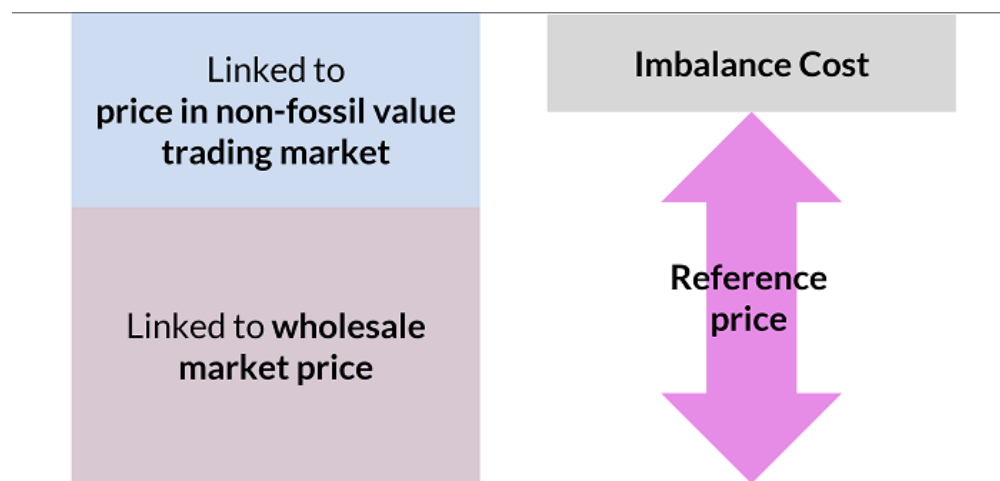 Linked to
price in non-fossil value
trading market
Linked to wholesale
market price
Imbalance Cost
Reference
price